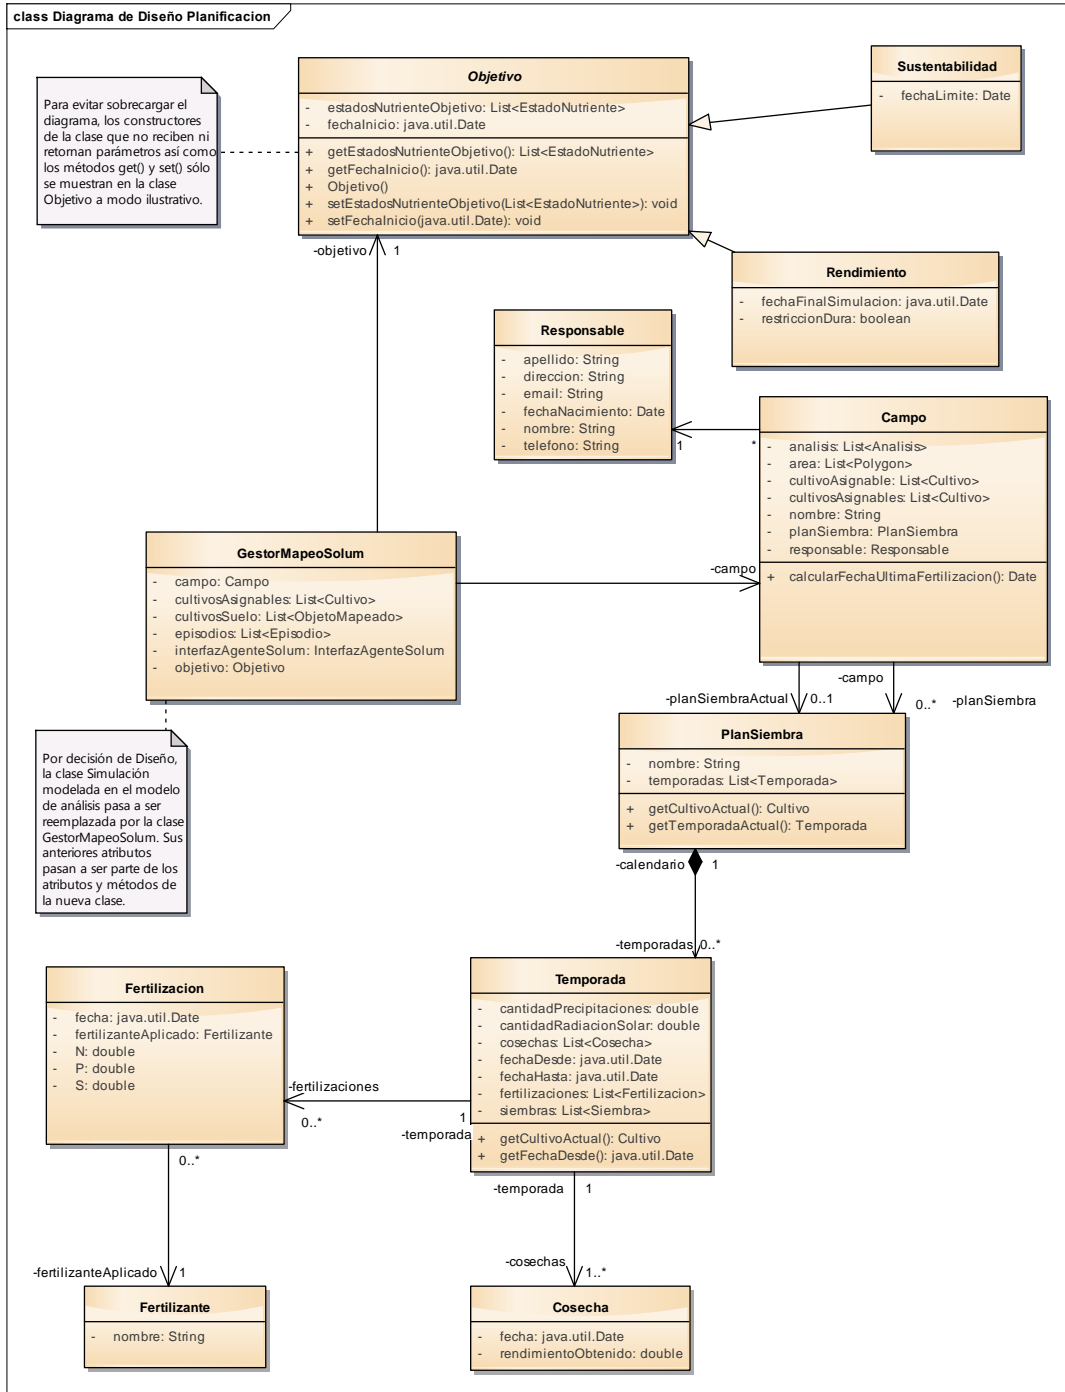 class Diagrama de Diseño Planificacion
Para evitar sobrecargar el
diagrama, los constructores
de la clase que no reciben ni
retornan parámetros así como
los métodos get() y set() sólo
se muestran en la clase
Objetivo a modo ilustrativo.
Objetivo
- estadosNutrienteObjetivo: List<EstadoNutriente>
- fechaInicio: java.util.Date
+ getEstadosNutrienteObjetivo(): List<EstadoNutriente>
+ getFechaInicio(): java.util.Date
+ Objetivo()
+ setEstadosNutrienteObjetivo(List<EstadoNutriente>): void
+ setFechaInicio(java.util.Date): void
Sustentabilidad
- fechaLimite: Date
-objetivo 1
Rendimiento
- fechaFinalSimulacion: java.util.Date
- restriccionDura: boolean
Responsable
- apellido: String
- direccion: String
- email: String
- fechaNacimiento: Date
- nombre: String
- telefono: String
1 *
Campo
- analisis: List<Analisis>
- area: List<Polygon>
- cultivoAsignable: List<Cultivo>
- cultivosAsignables: List<Cultivo>
- nombre: String
- planSiembra: PlanSiembra
- responsable: Responsable
+ calcularFechaUltimaFertilizacion(): Date
GestorMapeoSolum
- campo: Campo
- cultivosAsignables: List<Cultivo>
- cultivosSuelo: List<ObjetoMapeado>
- episodios: List<Episodio>
- interfazAgenteSolum: InterfazAgenteSolum
- objetivo: Objetivo
-campo
-campo
-planSiembraActual 0..1 0..* -planSiembra
Por decisión de Diseño,
la clase Simulación
modelada en el modelo
de análisis pasa a ser
reemplazada por la clase
GestorMapeoSolum. Sus
anteriores atributos
pasan a ser parte de los
atributos y métodos de
la nueva clase.
PlanSiembra
- nombre: String
- temporadas: List<Temporada>
+ getCultivoActual(): Cultivo
+ getTemporadaActual(): Temporada
-calendario 1
-temporadas 0..*
Fertilizacion
- fecha: java.util.Date
- fertilizanteAplicado: Fertilizante
- N: double
- P: double
- S: double
Temporada
- cantidadPrecipitaciones: double
- cantidadRadiacionSolar: double
- cosechas: List<Cosecha>
- fechaDesde: java.util.Date
- fechaHasta: java.util.Date
- fertilizaciones: List<Fertilizacion>
- siembras: List<Siembra>
+ getCultivoActual(): Cultivo
+ getFechaDesde(): java.util.Date
-fertilizaciones
0..* 1
-temporada
0..*
-temporada 1
-cosechas
1..*
-fertilizanteAplicado 1
Fertilizante
- nombre: String
Cosecha
- fecha: java.util.Date
- rendimientoObtenido: double